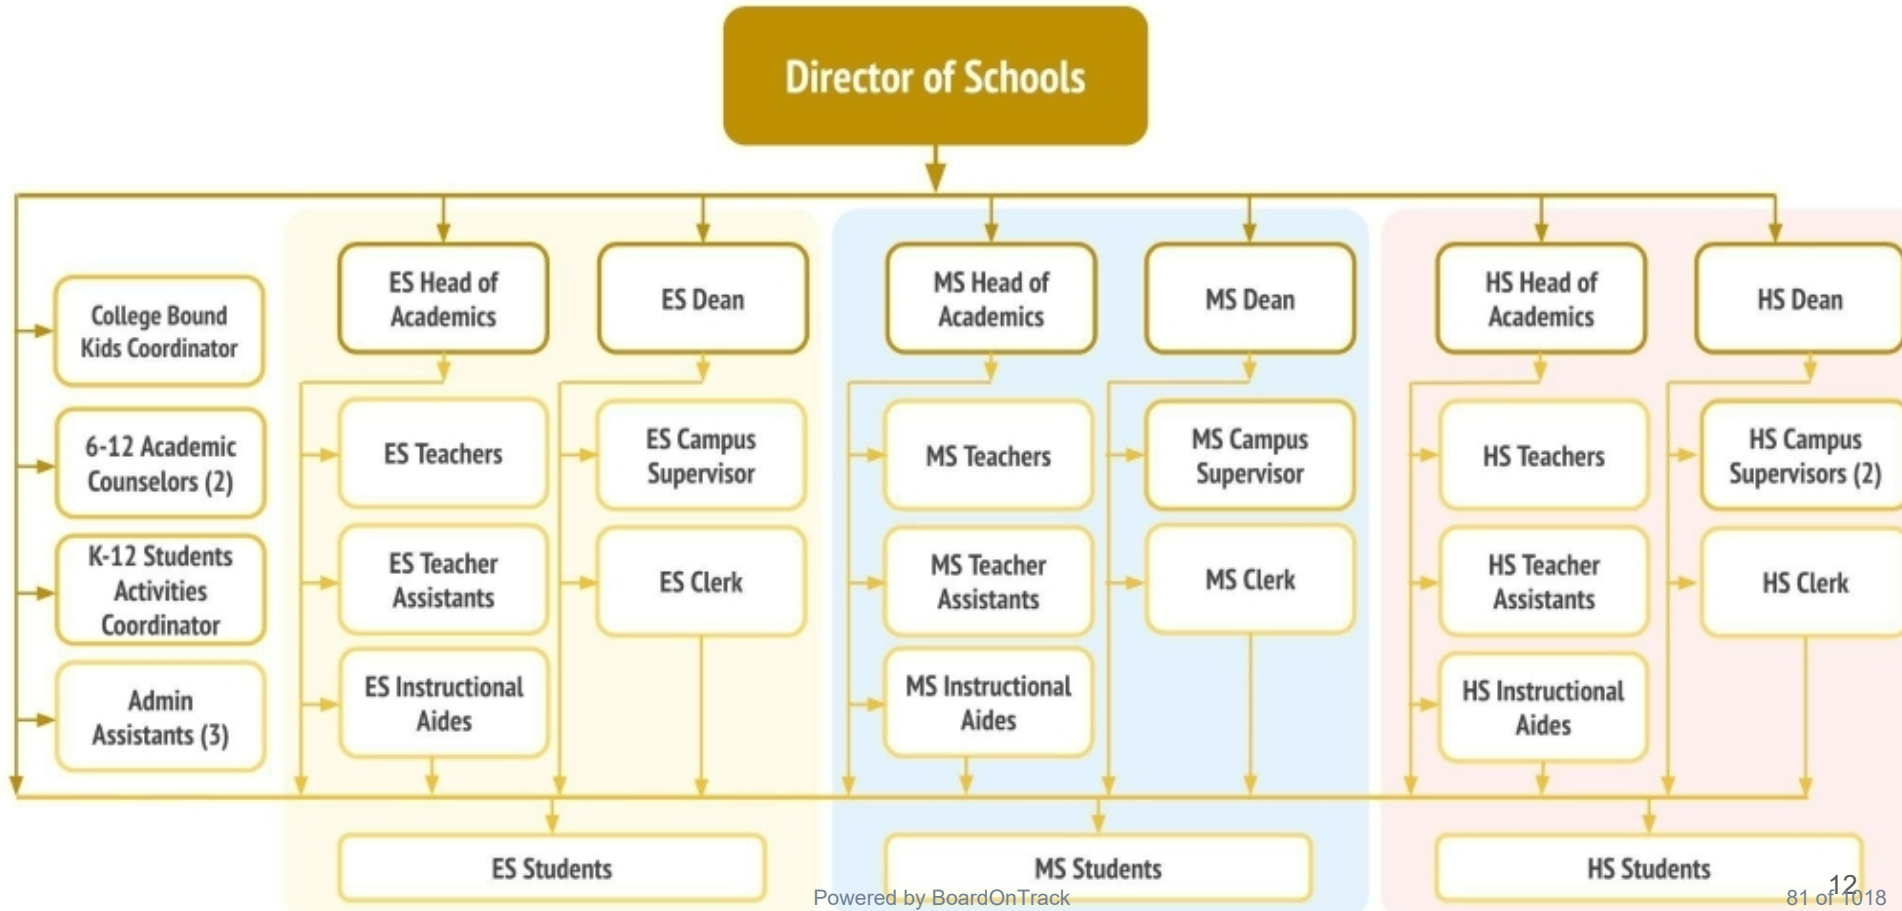 Director of Schools
College Bound
Kids Coordinator
6-12 Academic
Counselors (2)
K-12 Students
Activities
Coordinator
Admin
Assistants (3)
ES Head of
Academics
ES Teachers
ES Teacher
Assistants
ES Instructional
Aides
ES Dean
ES Campus
Supervisor
ES Clerk
ES Students
MS Head of
Academics
MS Teachers
MS Teacher
Assistants
MS Instructional
Aides
MS Dean
MS Campus
Supervisor
MS Clerk
MS Students
HS Head of
Academics
HS Teachers
HS Teacher
Assistants
HS Instructional
Aides
HS Dean
HS Campus
Supervisors (2)
HS Clerk
HS Students
12
Powered by BoardOnTrack
81 of 1018